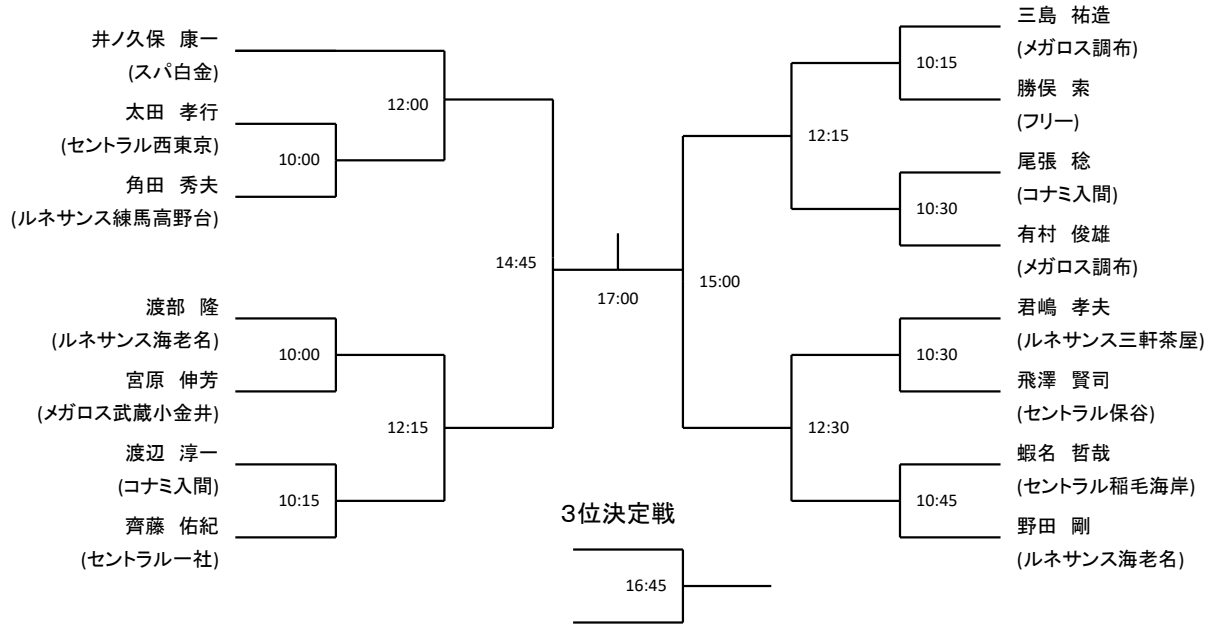 井ノ久保 康一
(スパ白金)
太田 孝行
(セントラル西東京)
角田 秀夫
(ルネサンス練馬高野台)
12:00
10:00
渡部 隆
(ルネサンス海老名)
宮原 伸芳
(メガロス武蔵小金井)
渡辺 淳一
(コナミ入間)
齊藤 佑紀
(セントラル一社)
10:00
12:15
10:15
14:45
17:00
15:00
三島 祐造
(メガロス調布)
勝俣 索
(フリー)
尾張 稔
(コナミ入間)
有村 俊雄
(メガロス調布)
10:15
12:15
10:30
君嶋 孝夫
(ルネサンス三軒茶屋)
飛澤 賢司
(セントラル保谷)
蝦名 哲哉
(セントラル稲毛海岸)
野田 剛
(ルネサンス海老名)
10:30
12:30
10:45
3位決定戦
16:45